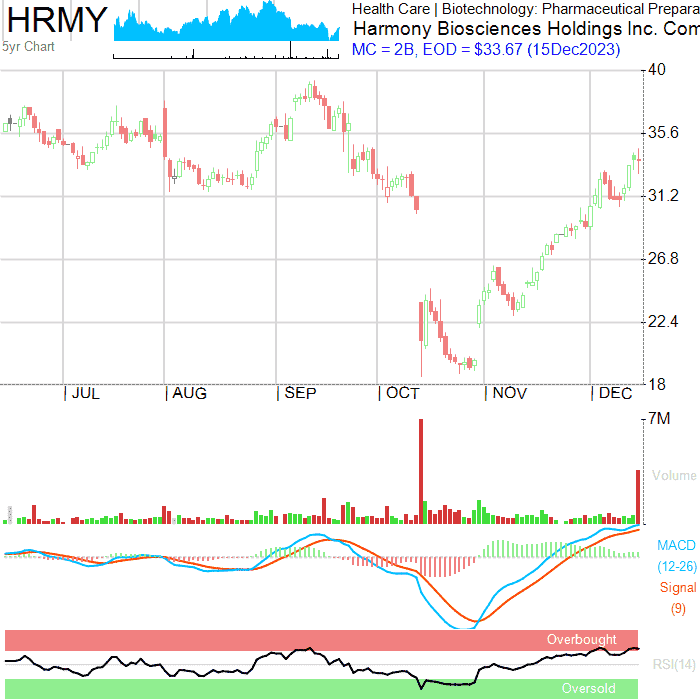 HRMY
5yr Chart
Health Care | Biotechnology: Pharmaceutical Prepara
Harmony Biosciences Holdings Inc. Com
MC = 2B, EOD = $33.67 (15Dec2023)
40
35.6
31.2
26.8
22.4
18
JUL
AUG
SEP
OCT
NOV
DEC
7M
Volume
MACD
(12-26)
Signal
(9)
Overbought
RSI(14)
Oversold